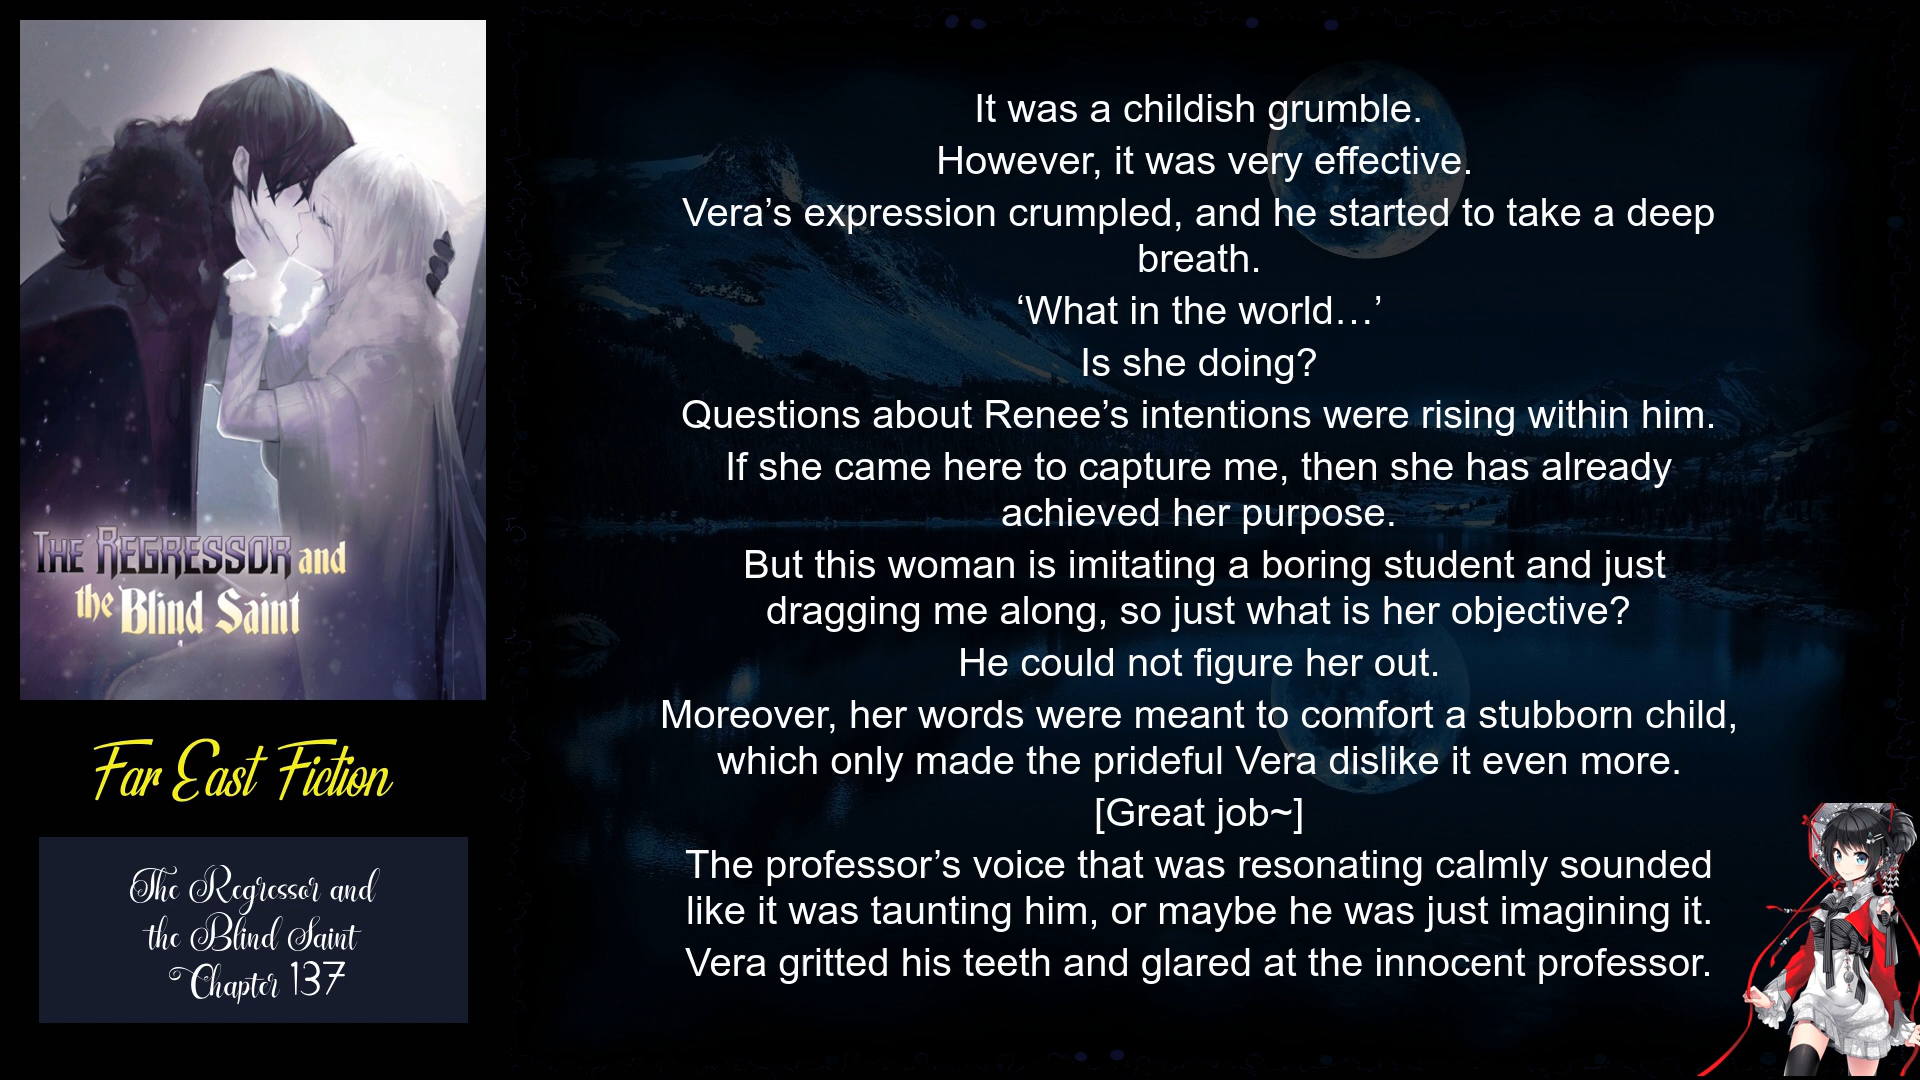 THE REGRESSOR and
the Blind Saint
Far East Fiction
The Regressor and
the Blind Saint
Chapter 137
It was a childish grumble.
However, it was very effective.
Vera’s expression crumpled, and he started to take a deep
breath.
‘What in the world…’
Is she doing?
Questions about Renee’s intentions were rising within him.
If she came here to capture me, then she has already
achieved her purpose.
But this woman is imitating a boring student and just
dragging me along, so just what is her objective?
He could not figure her out.
Moreover, her words were meant to comfort a stubborn child,
which only made the prideful Vera dislike it even more.
[Great job~]
The professor’s voice that was resonating calmly sounded
like it was taunting him, or maybe he was just imagining it.
Vera gritted his teeth and glared at the innocent professor.